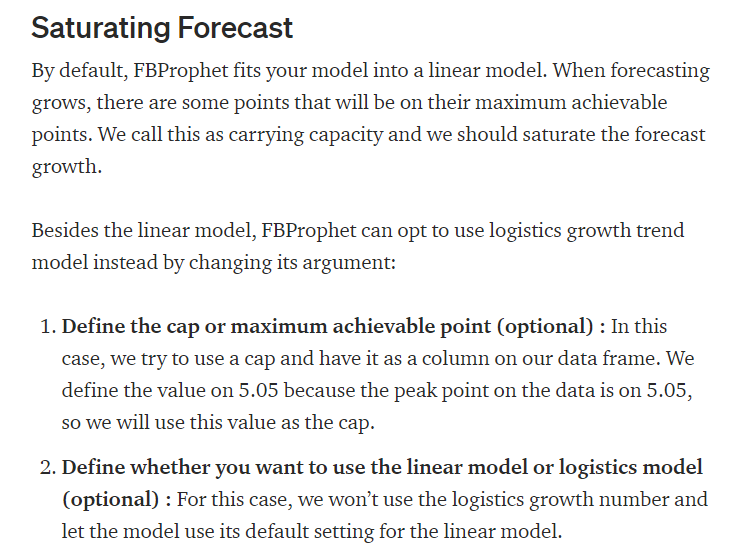 Saturating Forecast
By default, FBProphet fits your model into a linear model. When forecasting
grows, there are some points that will be on their maximum achievable
points. We call this as carrying capacity and we should saturate the forecast
growth.
Besides the linear model, FBProphet can opt to use logistics growth trend
model instead by changing its argument:
1. Define the cap or maximum achievable point (optional) : In this
case, we try to use a cap and have it as a column on our data frame. We
define the value on 5.05 because the peak point on the data is on 5.05,
so we will use this value as the cap.
2. Define whether you want to use the linear model or logistics model
(optional) : For this case, we won’t use the logistics growth number and
let the model use its default setting for the linear model.